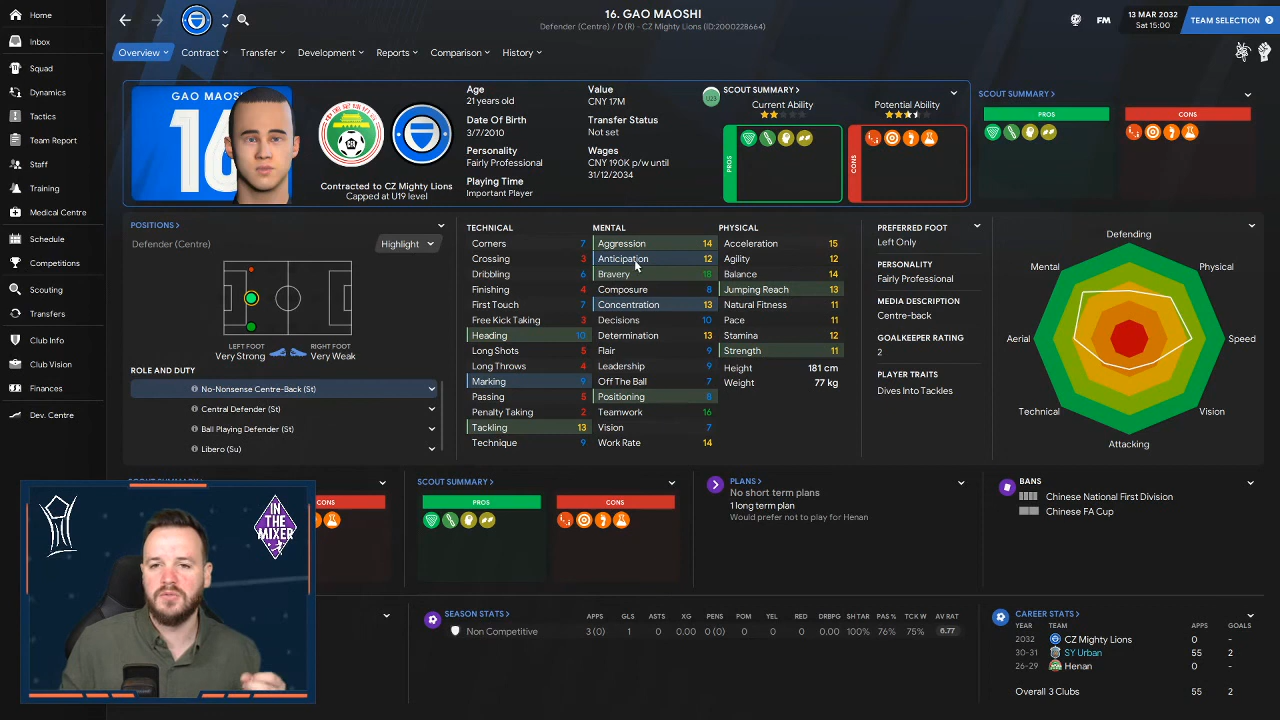 16. GAO MAOSHI
Defender (Centre) / D (R) - CZ Mighty Lions (ID:2000228664)
FM
13 MAR 2032
Sat 15:00
TEAM SELECTION
Home
Inbox
Squad
Dynamics
Tactics
Team Report
Staff
Training
Medical Centre
Schedule
Competitions
Scouting
Transfers
Club Info
Club Vision
Finances
Dev. Centre
Overview
Contract
Transfer
Development
Reports
Comparison
History
GAO MAOSHI
16
Contracted to CZ Mighty Lions
Capped at U19 level
Age
21 years old
Date Of Birth
3/7/2010
Personality
Fairly Professional
Playing Time
Important Player
Value
CNY 17M
Transfer Status
Not set
Wages
CNY 190K p/w until
31/12/2034
U23
SCOUT SUMMARY
Current Ability
Potential Ability
PROS
CONS
SCOUT SUMMARY
PROS
CONS
POSITIONS
Defender (Centre)
Highlight
LEFT FOOT
Very Strong
RIGHT FOOT
Very Weak
ROLE AND DUTY
No-Nonsense Centre-Back (St)
Central Defender (St)
Ball Playing Defender (St)
Libero (Su)
TECHNICAL
Corners 7
Crossing 3
Dribbling 6
Finishing 4
First Touch 7
Free Kick Taking 3
Heading 10
Long Shots 5
Long Throws 4
Marking 9
Passing 5
Penalty Taking 2
Tackling 13
Technique 9
MENTAL
Aggression 14
Anticipation 12
Bravery 18
Composure 8
Concentration 13
Decisions 10
Determination 13
Flair 9
Leadership 9
Off The Ball 7
Positioning 8
Teamwork 16
Vision 7
Work Rate 14
PHYSICAL
Acceleration 15
Agility 12
Balance 14
Jumping Reach 13
Natural Fitness 11
Pace 11
Stamina 12
Strength 11
Height 181 cm
Weight 77 kg
PREFERRED FOOT
Left Only
PERSONALITY
Fairly Professional
MEDIA DESCRIPTION
Centre-back
GOALKEEPER RATING
2
PLAYER TRAITS
Dives Into Tackles
Defending
Mental
Physical
Aerial
Speed
Technical
Vision
Attacking
CONS
SCOUT SUMMARY
PROS
CONS
PLANS
No short term plans
1 long term plan
Would prefer not to play for Henan
BANS
Chinese National First Division
Chinese FA Cup
IN
THE
MIXER
SEASON STATS
APPS GLS ASTS XG PENS POM YEL RED DRBPG SH TAR PAS % TCK W AV RAT
Non Competitive 3 (0) 1 0 0.00 0 (0) 0 0 0 0.00 100% 76% 75% 6.77
CAREER STATS
YEAR TEAM APPS GOALS
2032 CZ Mighty Lions 0 -
30-31 SY Urban 55 2
26-29 Henan 0 -
Overall 3 Clubs 55 2